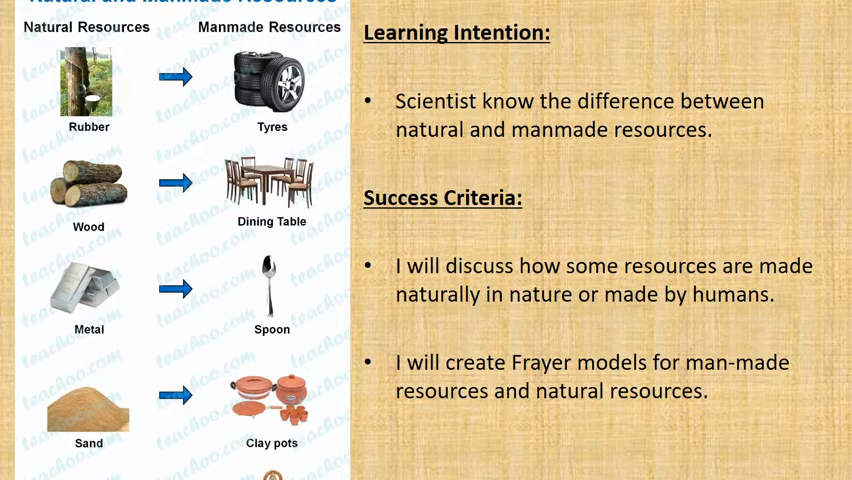 Natural and Manmade Resources
Natural Resources
Manmade Resources
Rubber
Tyres
Wood
Dining Table
Metal
Spoon
Sand
Clay pots
teachoo.com
Learning Intention:
• Scientist know the difference between
natural and manmade resources.
Success Criteria:
• I will discuss how some resources are made
naturally in nature or made by humans.
• I will create Frayer models for man-made
resources and natural resources.